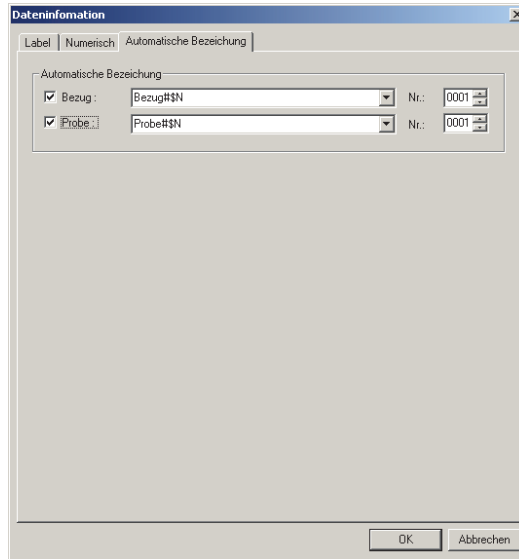 Dateninfomation
Label Numerisch Automatische Bezeichung
Automatische Bezeichung
Bezug : Bezug#$N Nr.: 0001
Probe : Probe#$N Nr.: 0001
OK Abbrechen